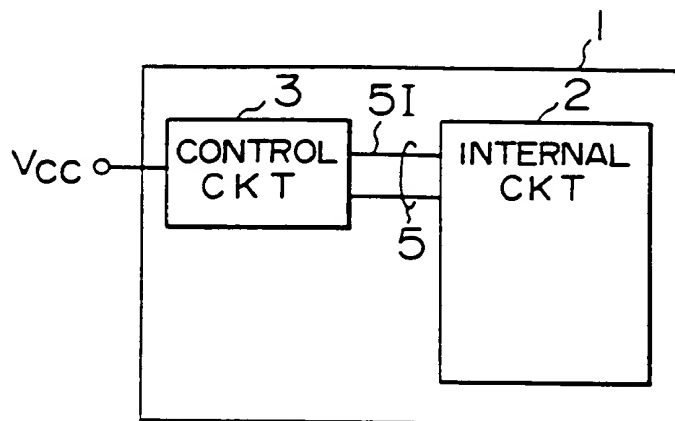 1
3
5I
2
VCC
CONTROL
CKT
INTERNAL
CKT
5